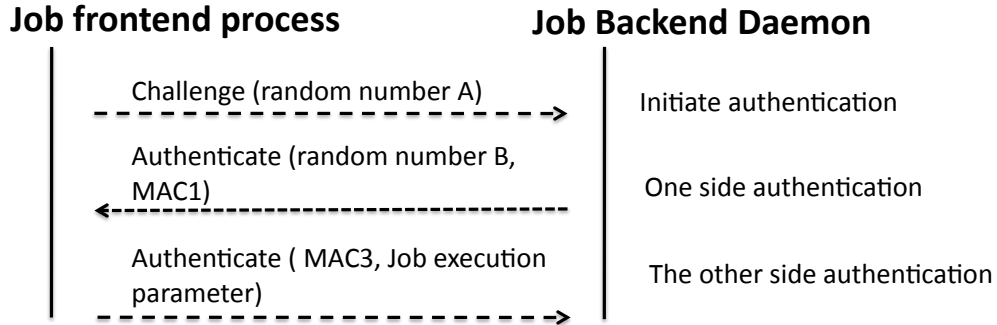 Job frontend process
Job Backend Daemon
Challenge (random number A)
Initiate authentication
Authenticate (random number B,
MAC1)
One side authentication
Authenticate ( MAC3, Job execution
parameter)
The other side authentication